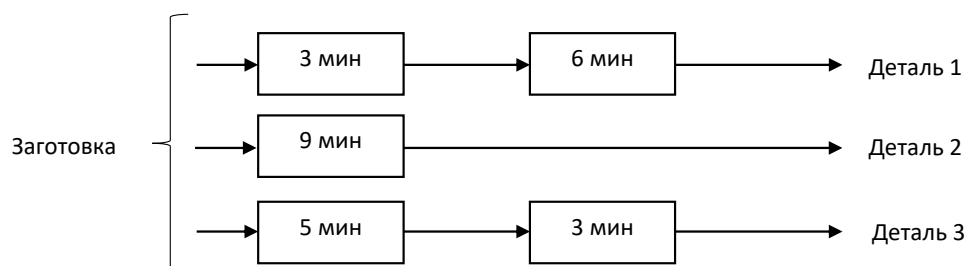 3 мин
6 мин
Деталь 1
Заготовка
9 мин
Деталь 2
5 мин
3 мин
Деталь 3